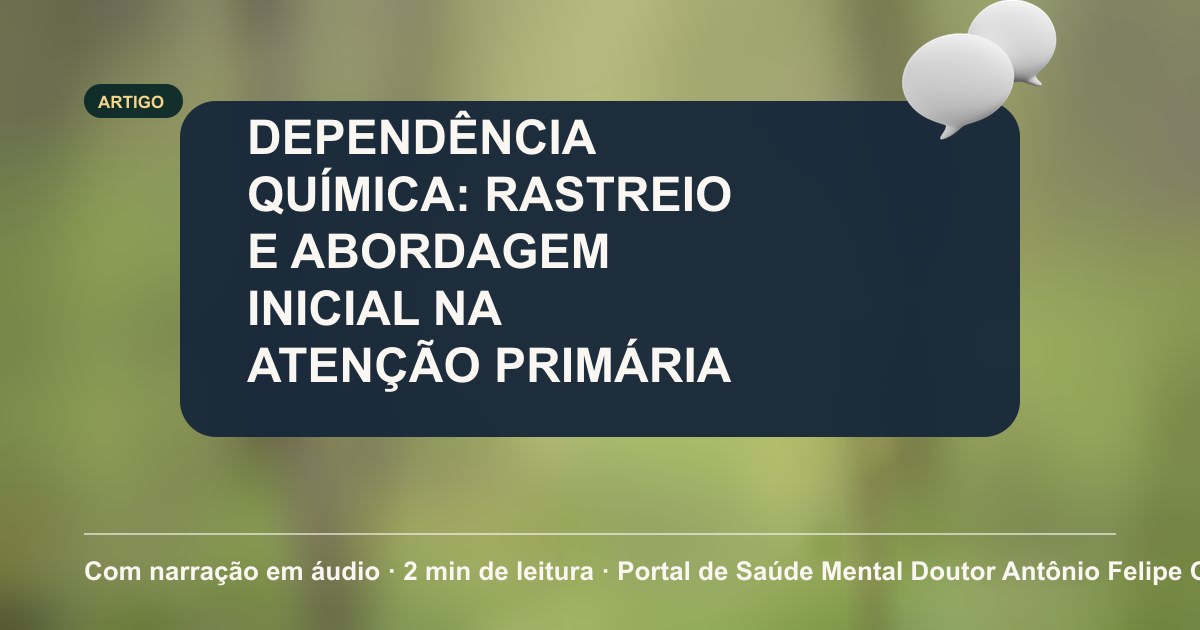 ARTIGO
DEPENDÊNCIA
QUÍMICA: RASTREIO
E ABORDAGEM
INICIAL NA
ATENÇÃO PRIMÁRIA
Com narração em áudio · 2 min de leitura · Portal de Saúde Mental Doutor Antônio Felipe